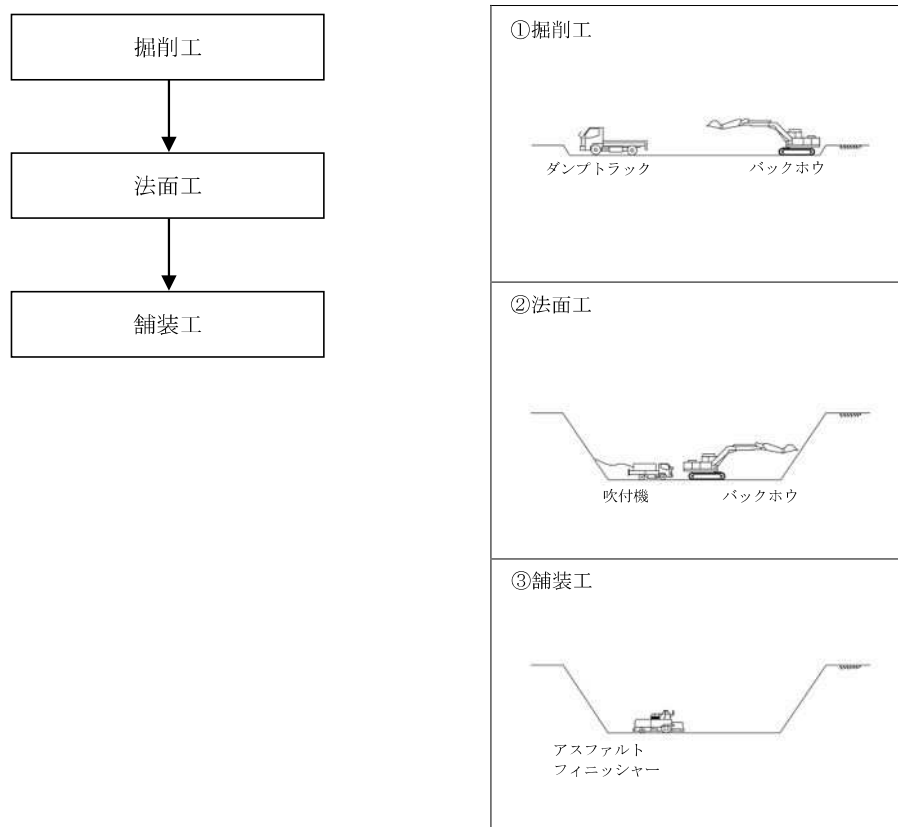 掘削工
法面工
舗装工
①掘削工
ダンプトラック
バックホウ
②法面工
吹付機
バックホウ
③舗装工
アスファルト
フィニッシャー